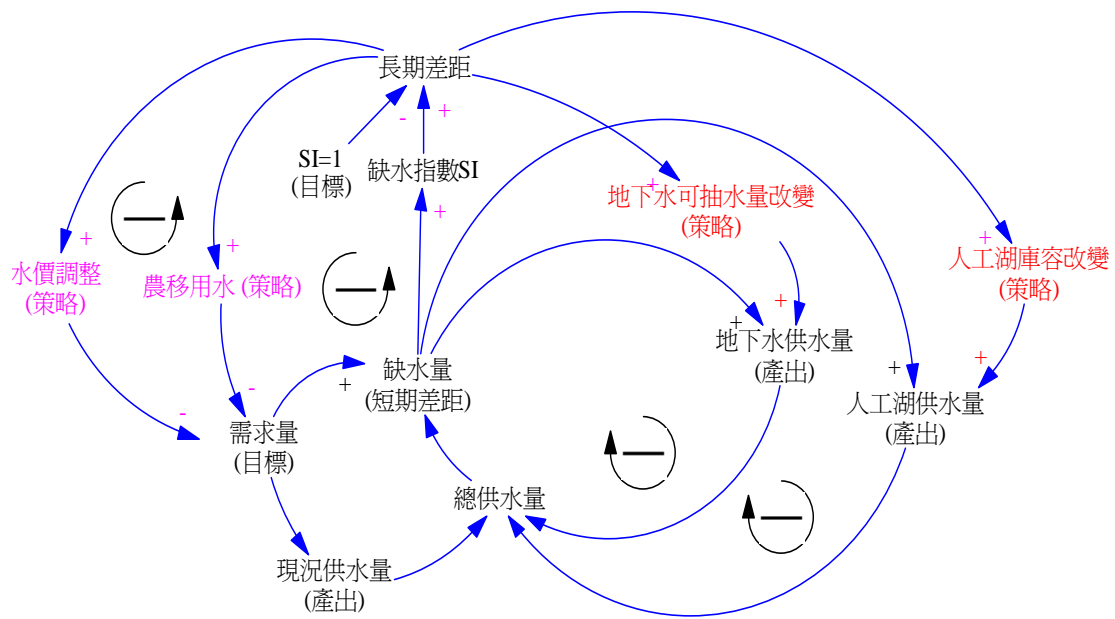 長期差距
SI=1
(目標)
缺水指數SI
地下水可抽水量改變
(策略)
水價調整
(策略)
農移用水 (策略)
人工湖庫容改變
(策略)
缺水量
(短期差距)
地下水供水量
(產出)
人工湖供水量
(產出)
需求量
(目標)
總供水量
現況供水量
(產出)